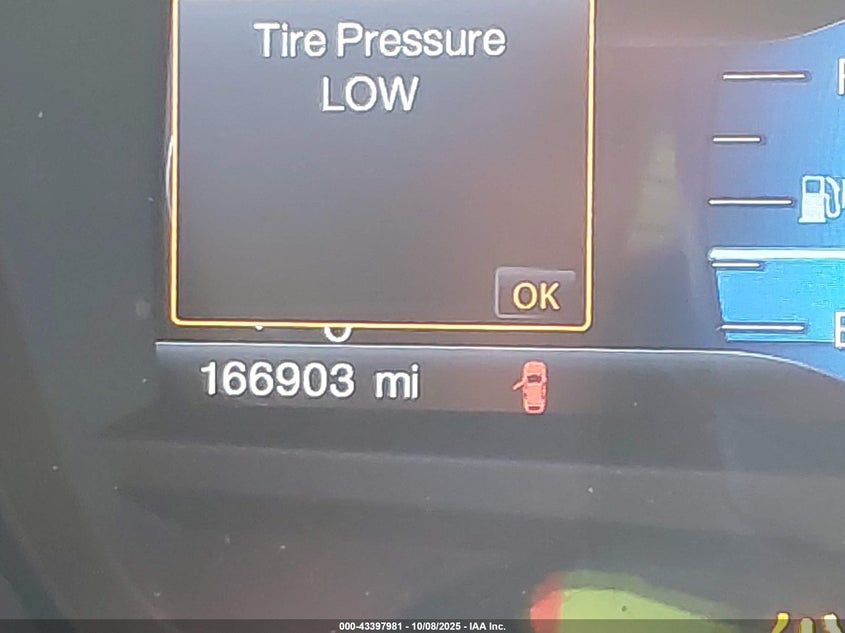 Tire Pressure
LOW
F
OK
E
166903 mi
000-43397981 - 10/08/2025 - IAA Inc.